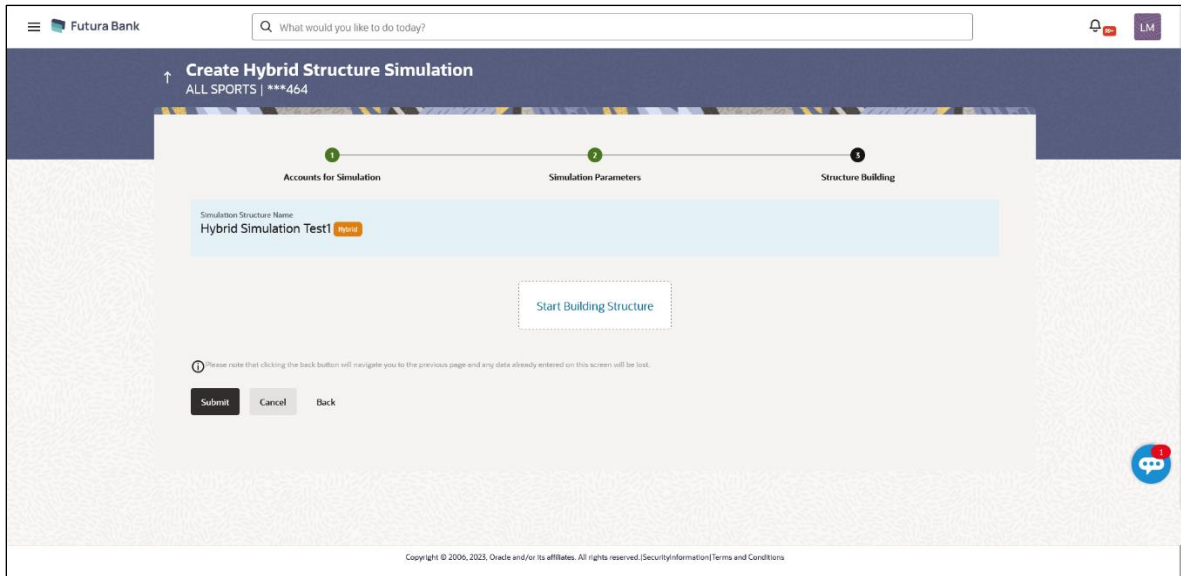 Futura Bank
What would you like to do today?
LM
Create Hybrid Structure Simulation
ALL SPORTS | ***464
1
2
3
Accounts for Simulation
Simulation Parameters
Structure Building
Simulation Structure Name
Hybrid Simulation Test1 Hybrid
Start Building Structure
Please note that clicking the back button will navigate you to the previous page and any data already entered on this screen will be lost.
Submit
Cancel
Back
1
Copyright © 2006, 2023, Oracle and/or its affiliates. All rights reserved.|SecurityInformation|Terms and Conditions